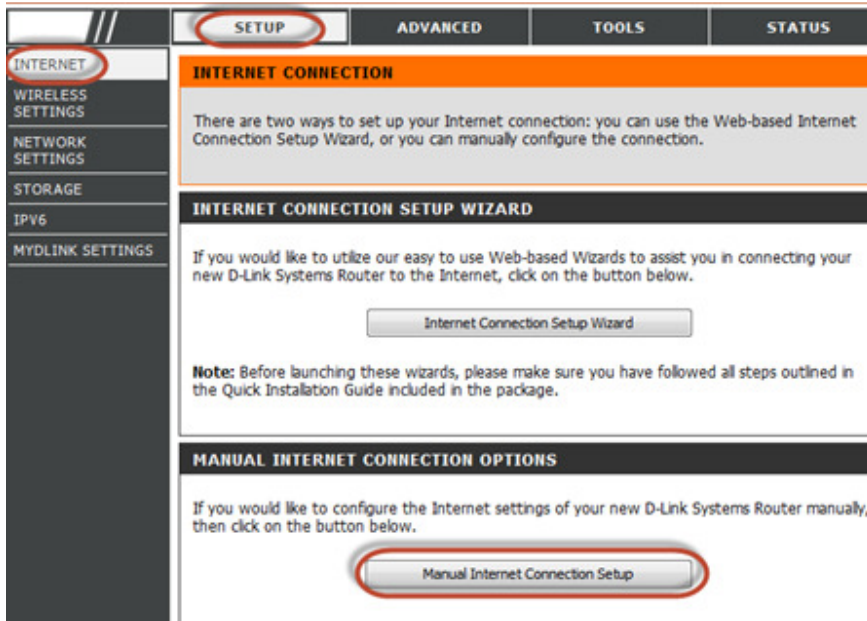 SETUP
ADVANCED
TOOLS
STATUS
INTERNET
WIRELESS
SETTINGS
NETWORK
SETTINGS
STORAGE
IPV6
MYDLINK SETTINGS
INTERNET CONNECTION
There are two ways to set up your Internet connection: you can use the Web-based Internet
Connection Setup Wizard, or you can manually configure the connection.
INTERNET CONNECTION SETUP WIZARD
If you would like to utilize our easy to use Web-based Wizards to assist you in connecting your
new D-Link Systems Router to the Internet, click on the button below.
Internet Connection Setup Wizard
Note: Before launching these wizards, please make sure you have followed all steps outlined in
the Quick Installation Guide included in the package.
MANUAL INTERNET CONNECTION OPTIONS
If you would like to configure the Internet settings of your new D-Link Systems Router manually,
then click on the button below.
Manual Internet Connection Setup